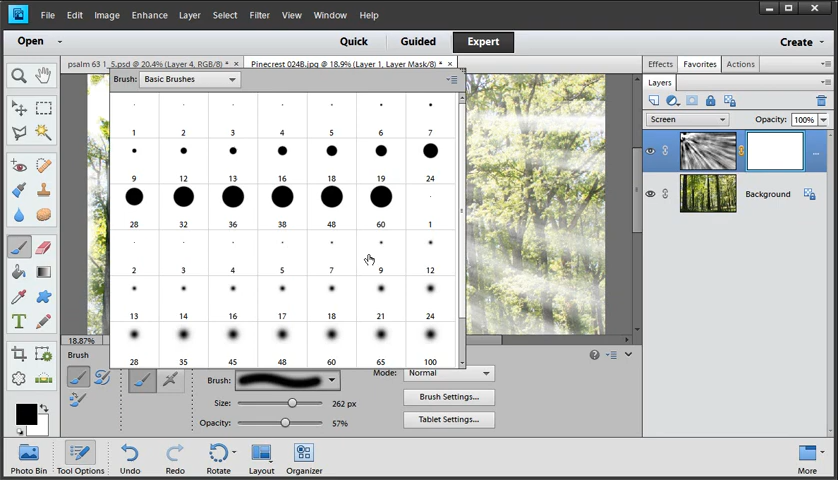 File Edit Image Enhance Layer Select Filter View Window Help
Open Quick Guided Expert Create
psalm 63 1_5.psd @ 20.4% (Layer 4, RGB/8) * × Pinecrest 024B.jpg @ 18.9% (Layer 1, Layer Mask/8) * × Effects Favorites Actions
Brush: Basic Brushes
Layers
Screen Opacity: 100%
1 2 3 4 5 6 7
9 12 13 16 18 19 24
Background
28 32 36 38 48 60 1
2 3 4 5 7 9 12
13 14 16 17 18 21 24
18.87%
28 35 45 48 60 65 100
Brush
Brush: Mode: Normal
Size: 262 px Brush Settings...
Opacity: 57% Tablet Settings...
Photo Bin Tool Options Undo Redo Rotate Layout Organizer More